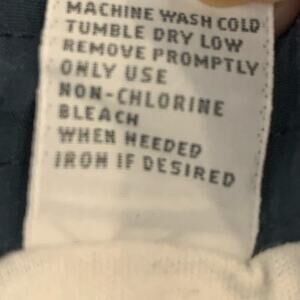 MACHINE WASH COLD
TUMBLE DRY LOW
REMOVE PROMPTLY
ONLY USE
NON-CHLORINE
BLEACH
WHEN NEEDED
IRON IF DESIRED